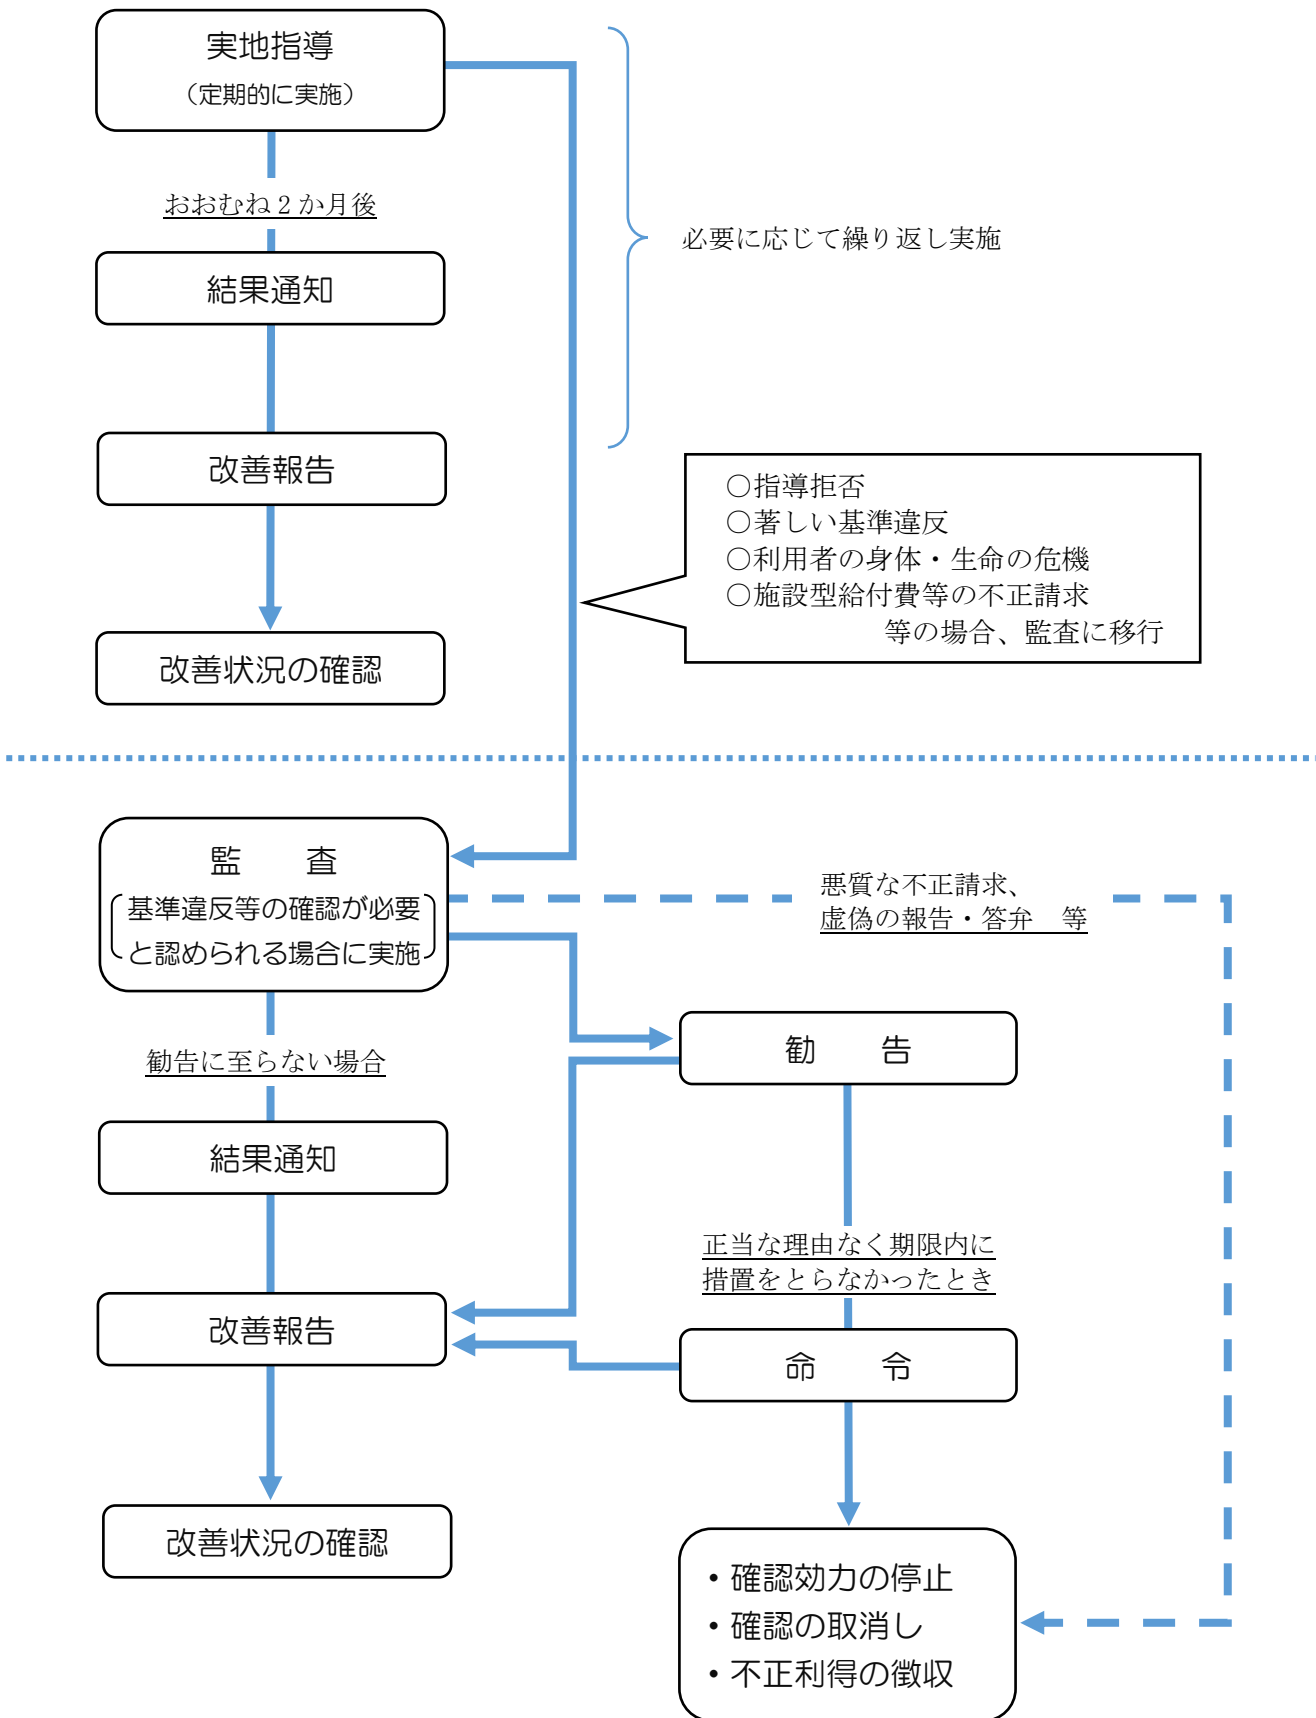 実地指導
（定期的に実施）
おおむね２か月後
必要に応じて繰り返し実施
結果通知
改善報告
○指導拒否
○著しい基準違反
○利用者の身体・生命の危機
○施設型給付費等の不正請求
等の場合、監査に移行
改善状況の確認
監　　査
基準違反等の確認が必要
と認められる場合に実施
悪質な不正請求、
虚偽の報告・答弁　等
勧　　告
勧告に至らない場合
結果通知
正当な理由なく期限内に
措置をとらなかったとき
改善報告
命　　令
改善状況の確認
・確認効力の停止
・確認の取消し
・不正利得の徴収